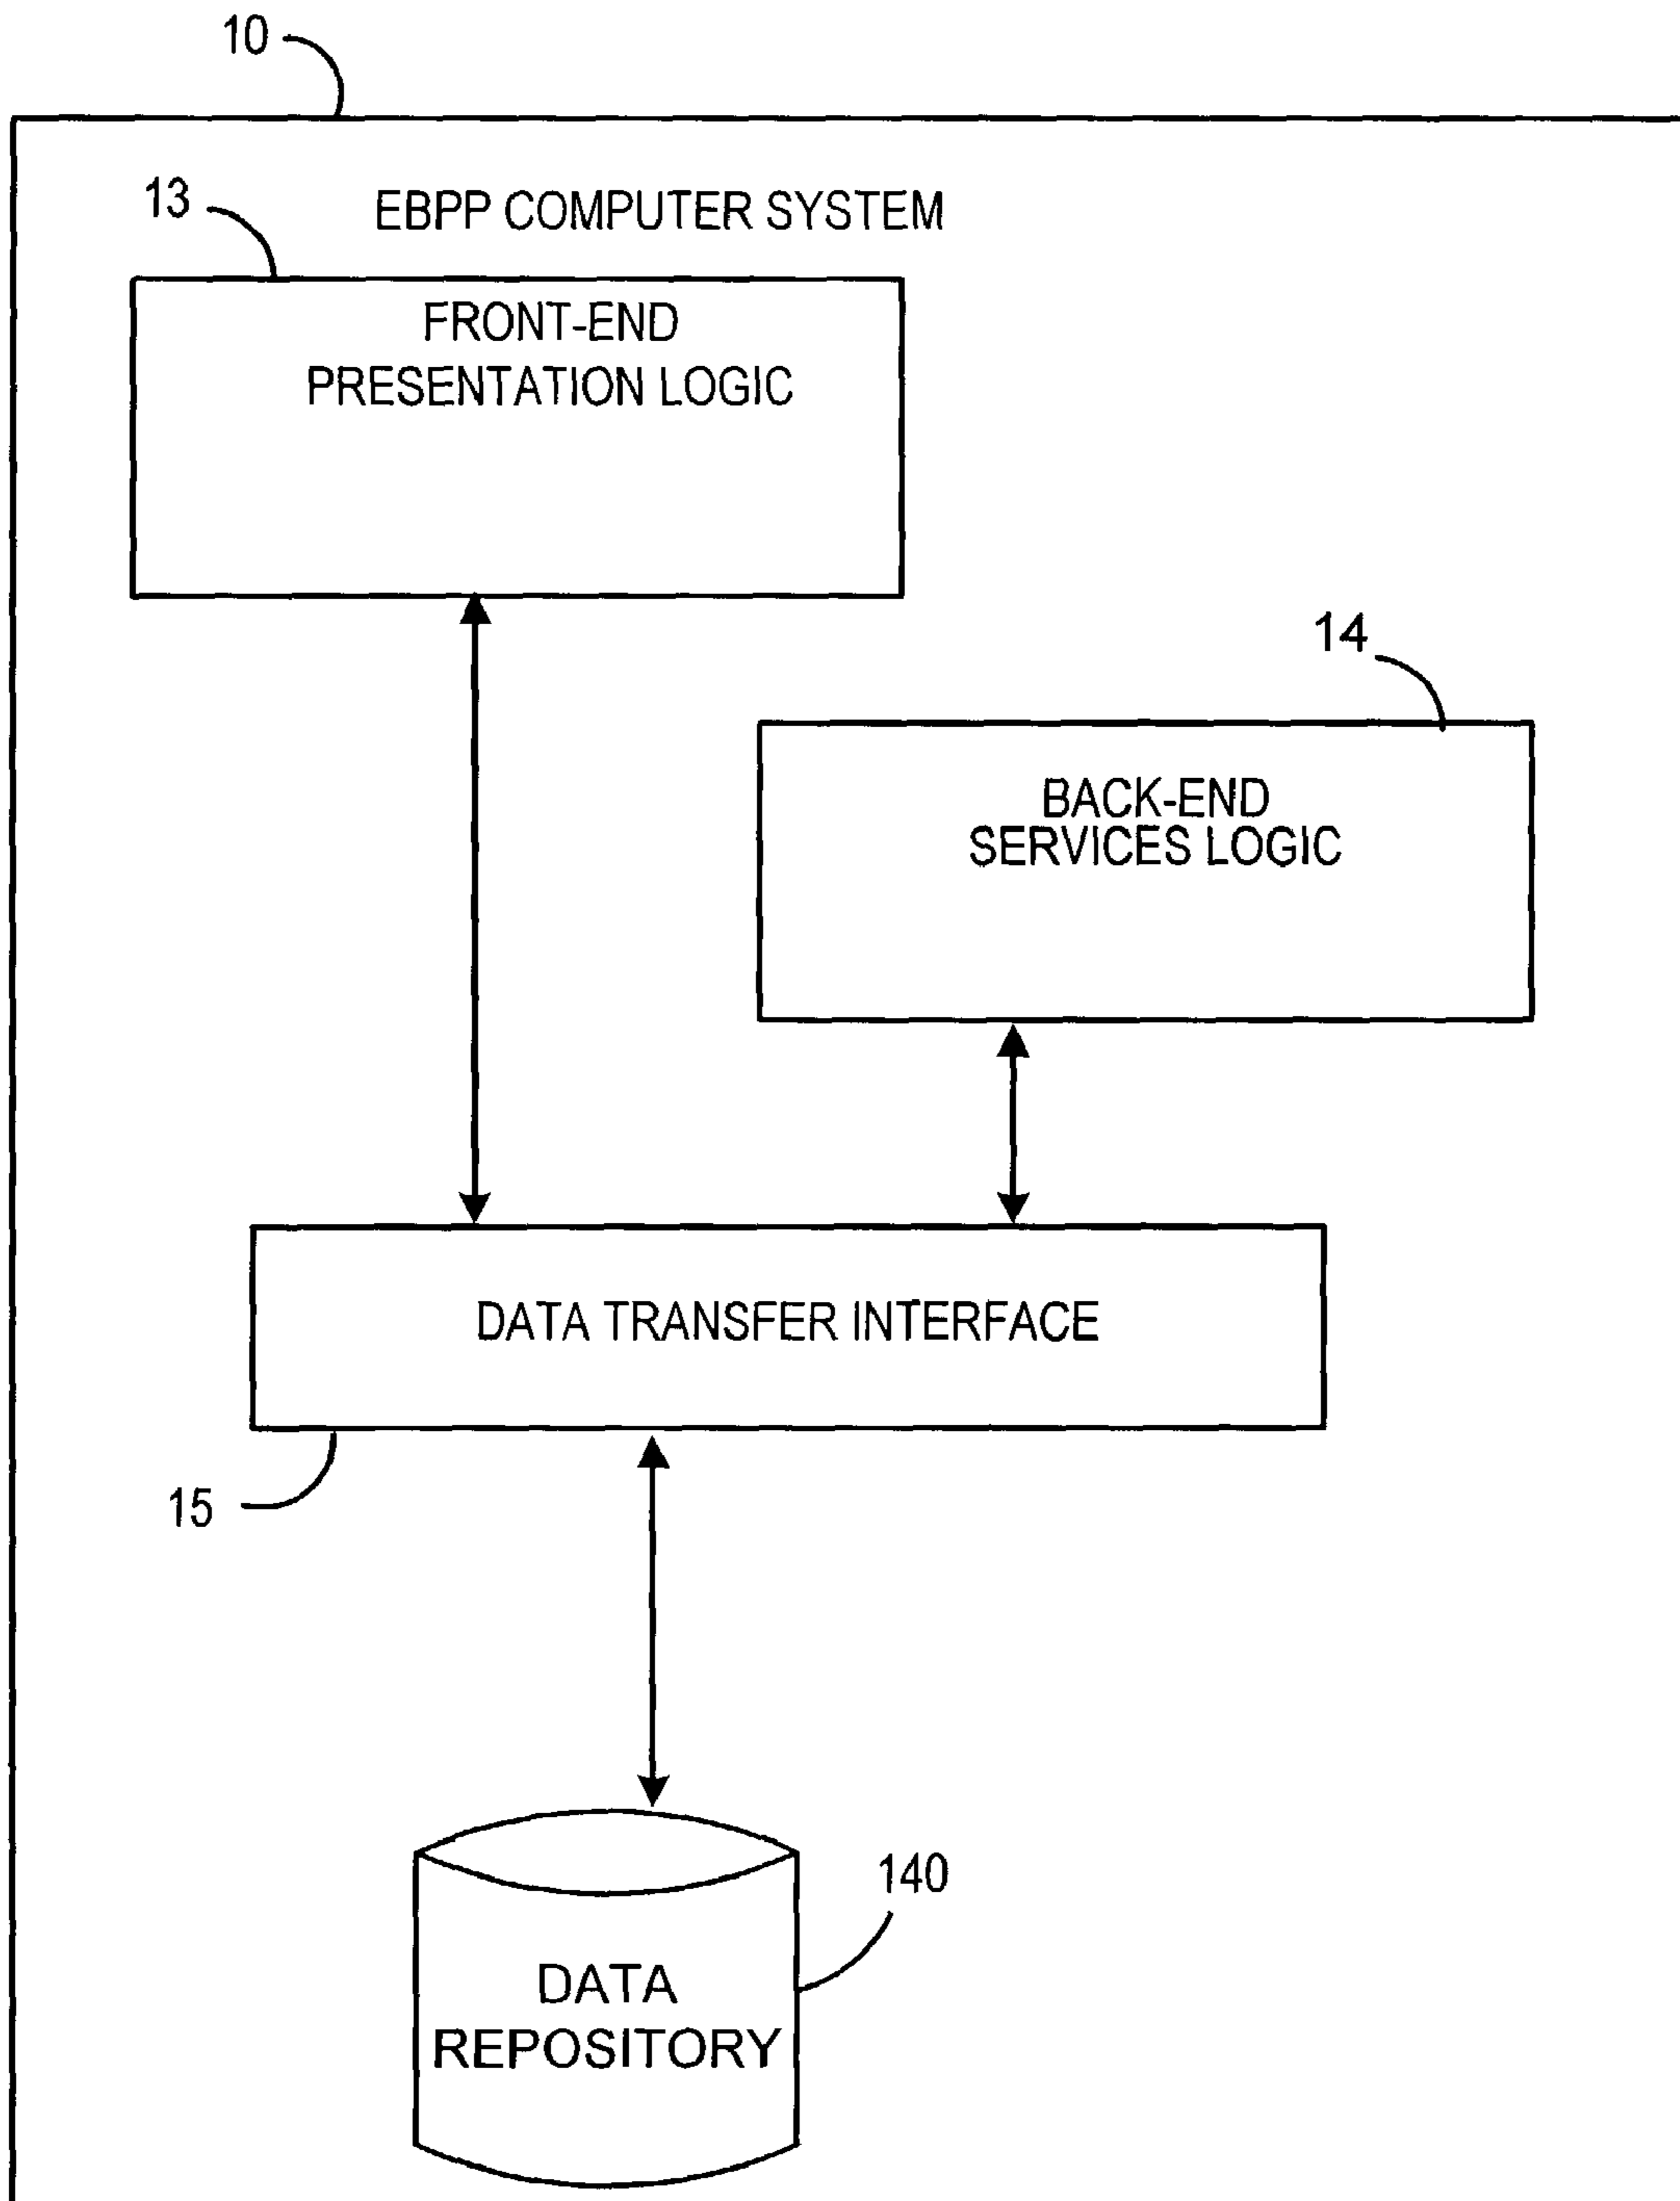 10
EBPP COMPUTER SYSTEM
13
FRONT-END
PRESENTATION LOGIC
14
BACK-END
SERVICES LOGIC
DATA TRANSFER INTERFACE
15
140
DATA
REPOSITORY